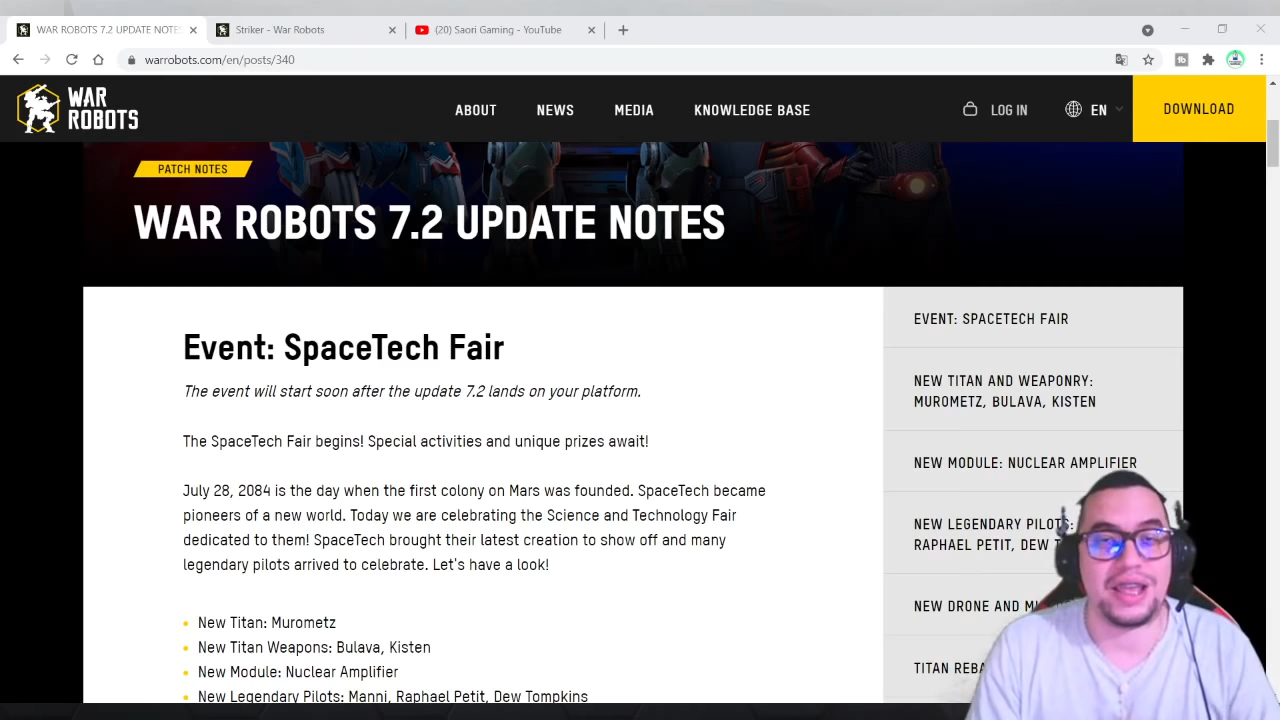 WAR ROBOTS 7.2 UPDATE NOTES
Striker - War Robots
(20) Saori Gaming - YouTube
warrobots.com/en/posts/340
WAR
ROBOTS
ABOUT
NEWS
MEDIA
KNOWLEDGE BASE
LOG IN
EN
DOWNLOAD
PATCH NOTES
WAR ROBOTS 7.2 UPDATE NOTES
Event: SpaceTech Fair
The event will start soon after the update 7.2 lands on your platform.
The SpaceTech Fair begins! Special activities and unique prizes await!
July 28, 2084 is the day when the first colony on Mars was founded. SpaceTech became
pioneers of a new world. Today we are celebrating the Science and Technology Fair
dedicated to them! SpaceTech brought their latest creation to show off and many
legendary pilots arrived to celebrate. Let's have a look!
New Titan: Murometz
New Titan Weapons: Bulava, Kisten
New Module: Nuclear Amplifier
New Legendary Pilots: Manni, Raphael Petit, Dew Tompkins
EVENT: SPACETECH FAIR
NEW TITAN AND WEAPONRY:
MUROMETZ, BULAVA, KISTEN
NEW MODULE: NUCLEAR AMPLIFIER
NEW LEGENDARY PILOTS:
RAPHAEL PETIT, DEW T
NEW DRONE AND M
TITAN REBA